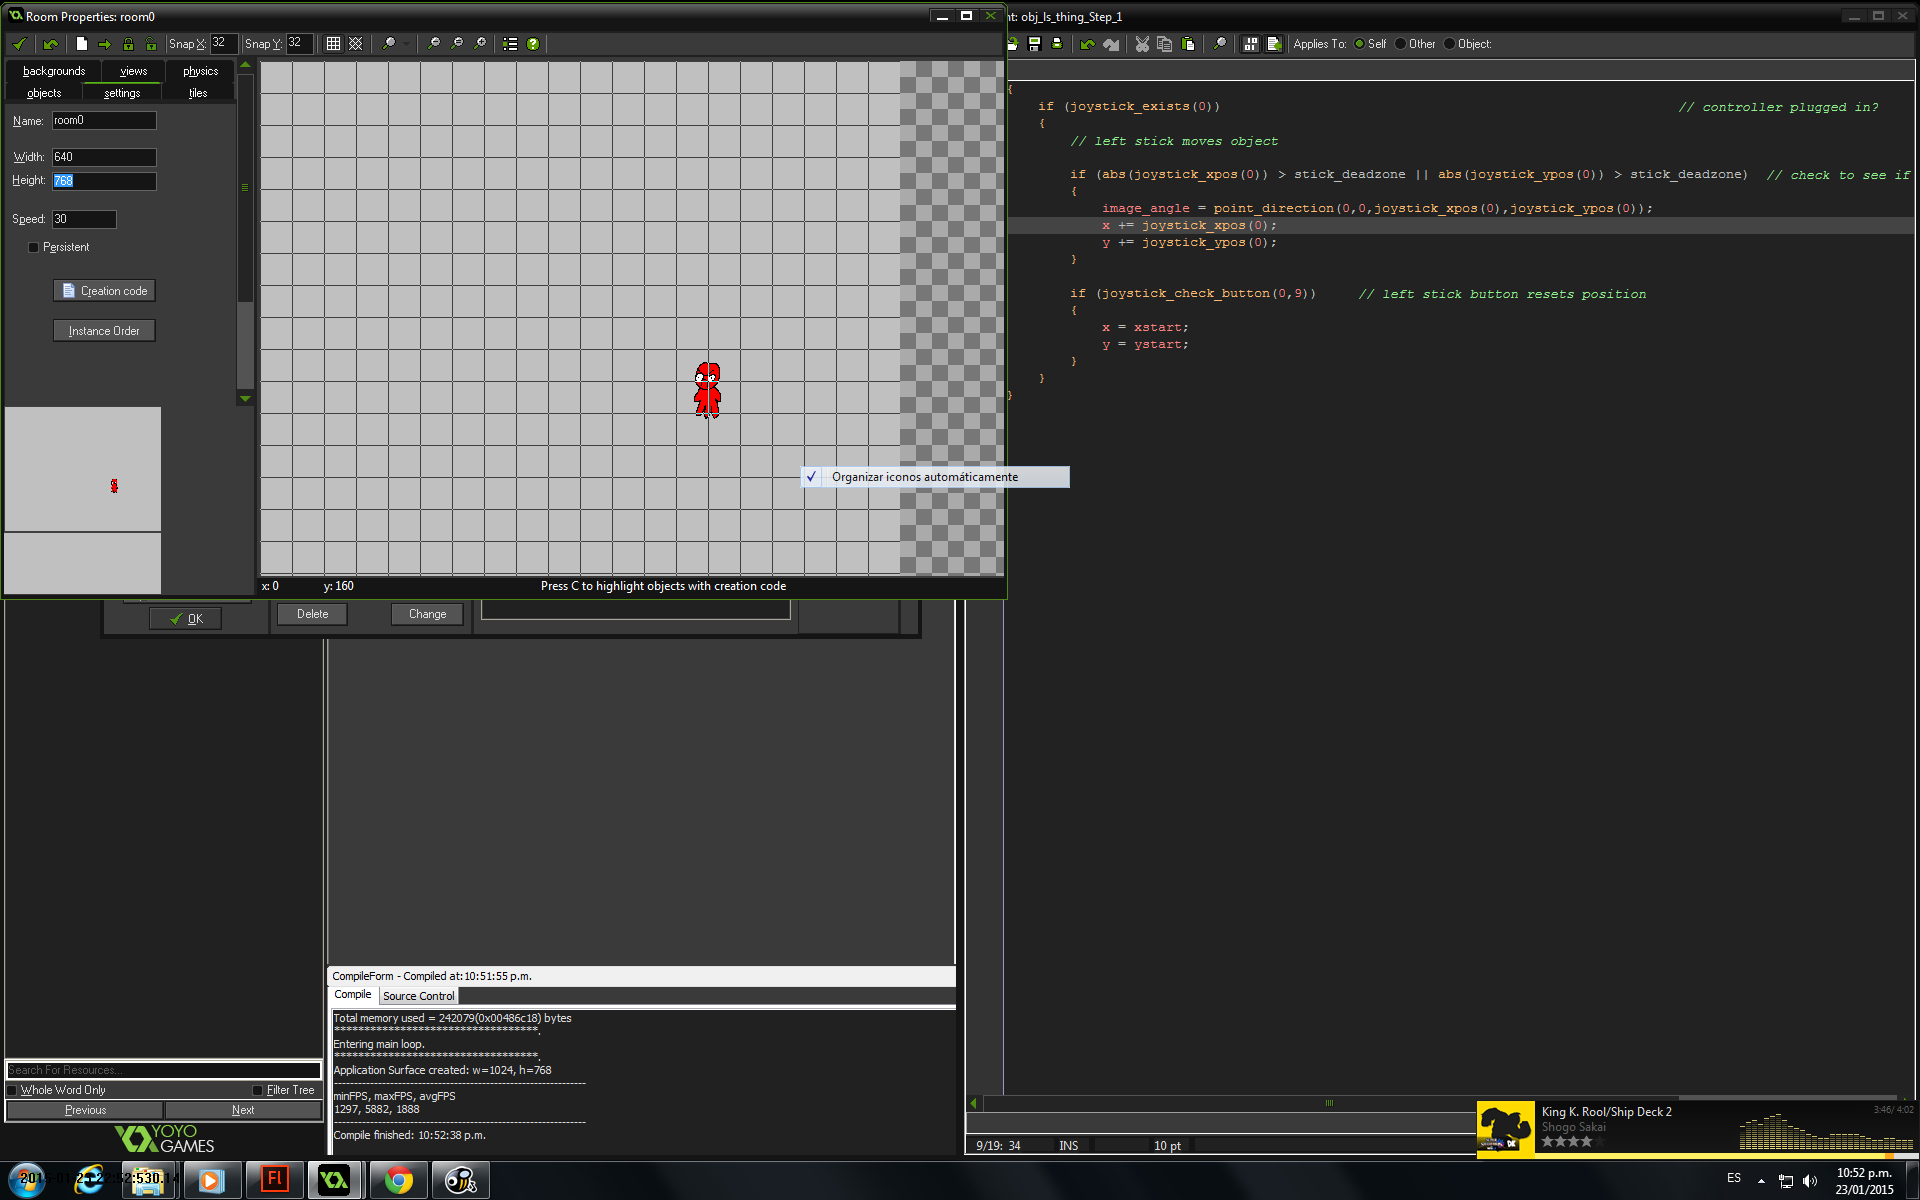 Room Properties: room0
nt: obj_ls_thing_Step_1
Snap X: 32 Snap Y: 32
Applies To: Self Other Object:
backgrounds views physics
objects settings tiles
Name: room0
Width: 640
Height: 768
Speed: 30
Persistent
Creation code
Instance Order
{
if (joystick_exists(0)) // controller plugged in?
{
// left stick moves object
if (abs(joystick_xpos(0)) > stick_deadzone || abs(joystick_ypos(0)) > stick_deadzone) // check to see if
{
image_angle = point_direction(0,0,joystick_xpos(0),joystick_ypos(0));
x += joystick_xpos(0);
y += joystick_ypos(0);
}
if (joystick_check_button(0,9)) // left stick button resets position
{
x = xstart;
y = ystart;
}
}
}
Organizar iconos automáticamente
x: 0 y: 160 Press C to highlight objects with creation code
OK Delete Change
CompileForm - Compiled at: 10:51:55 p.m.
Compile Source Control
Total memory used = 242079(0x00486c18) bytes
**********************************.
Entering main loop.
**********************************.
Application Surface created: w=1024, h=768
---------------------------------------------------------------
minFPS, maxFPS, avgFPS
1297, 5882, 1888
---------------------------------------------------------------
Compile finished: 10:52:38 p.m.
Search For Resources...
Whole Word Only Filter Tree
Previous Next
YOYO GAMES
9/19: 34 INS 10 pt
King K. Rool/Ship Deck 2 3:46/ 4:02
Shogo Sakai
Fl
ES
10:52 p.m.
23/01/2015